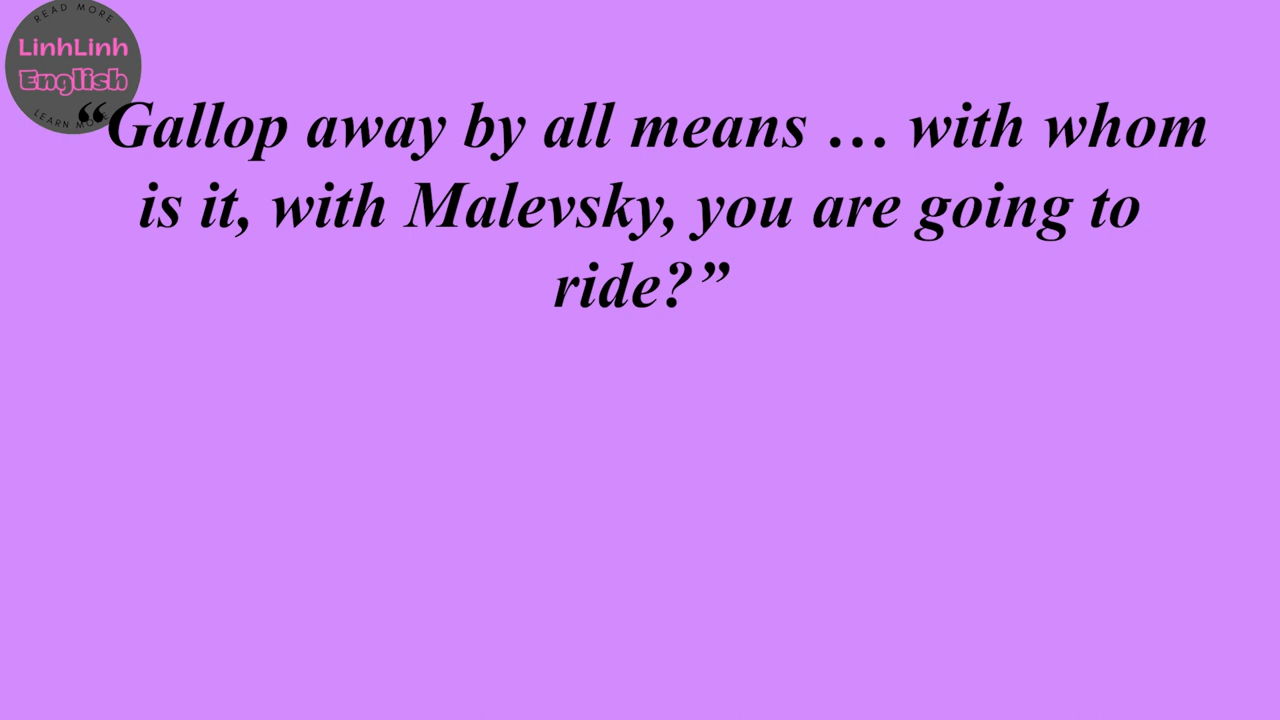 READ MORE
LinhLinh
English
LEARN MORE
“Gallop away by all means … with whom
is it, with Malevsky, you are going to
ride?”